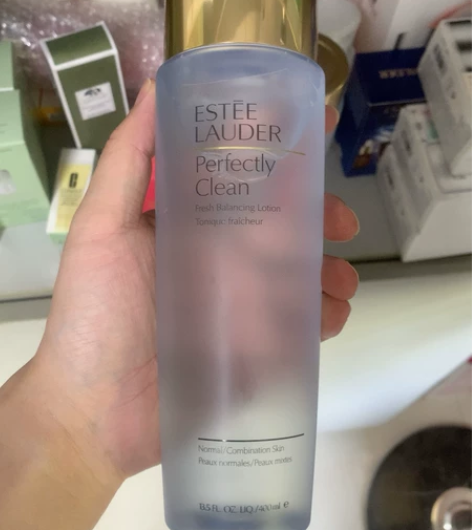 ESTĒE
LAUDER
Perfectly
Clean
Fresh Balancing Lotion
Tonique fraîcheur
Normal/Combination Skin
Peaux normales/Peaux mixtes
13.5 FL. OZ. LIQ./400ml e